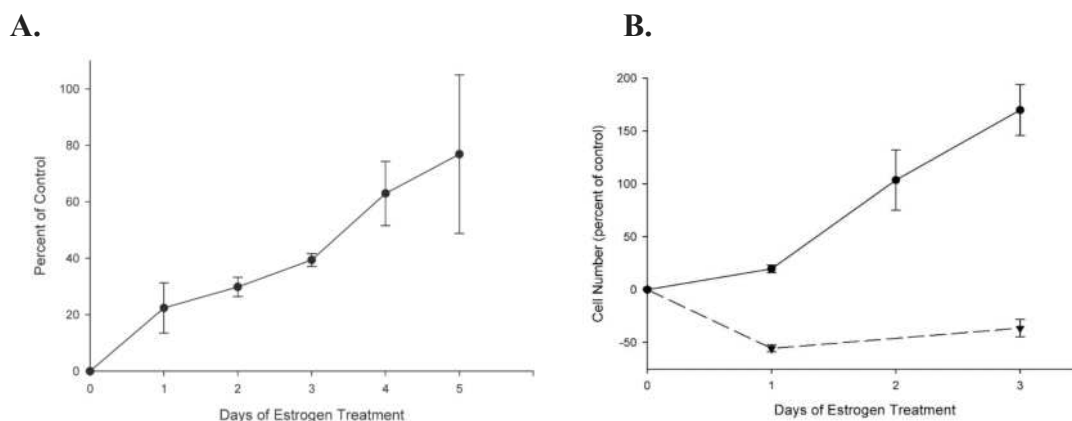 A.
B.
100
80
60
40
20
0
Percent of Control
0 1 2 3 4 5
Days of Estrogen Treatment
200
150
100
50
0
-50
Cell Number (percent of control)
0 1 2 3
Days of Estrogen Treatment